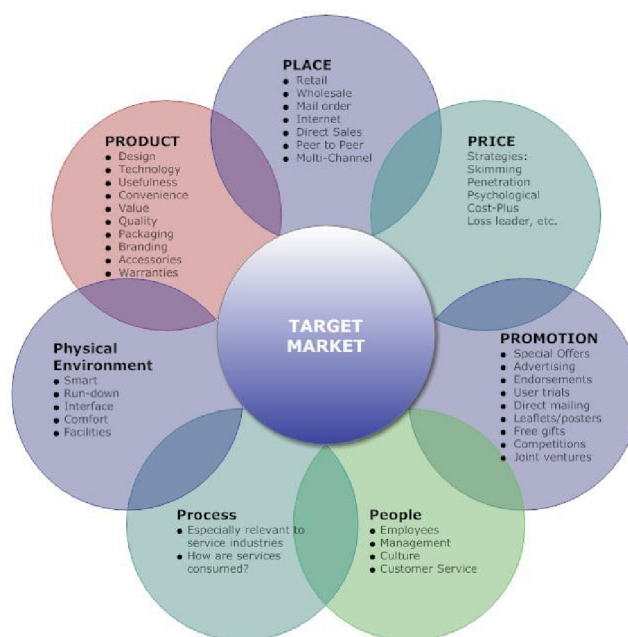 PLACE
● Retail
● Wholesale
● Mail order
● Internet
● Direct Sales
● Peer to Peer
● Multi-Channel
PRICE
Strategies:
Skimming
Penetration
Psychological
Cost-Plus
Loss leader, etc.
PROMOTION
● Special Offers
● Advertising
● Endorsements
● User trials
● Direct mailing
● Leaflets/posters
● Free gifts
● Competitions
● Joint ventures
People
● Employees
● Management
● Culture
● Customer Service
Process
● Especially relevant to
service industries
● How are services
consumed?
Physical
Environment
● Smart
● Run-down
● Interface
● Comfort
● Facilities
PRODUCT
● Design
● Technology
● Usefulness
● Convenience
● Value
● Quality
● Packaging
● Branding
● Accessories
● Warranties
TARGET
MARKET